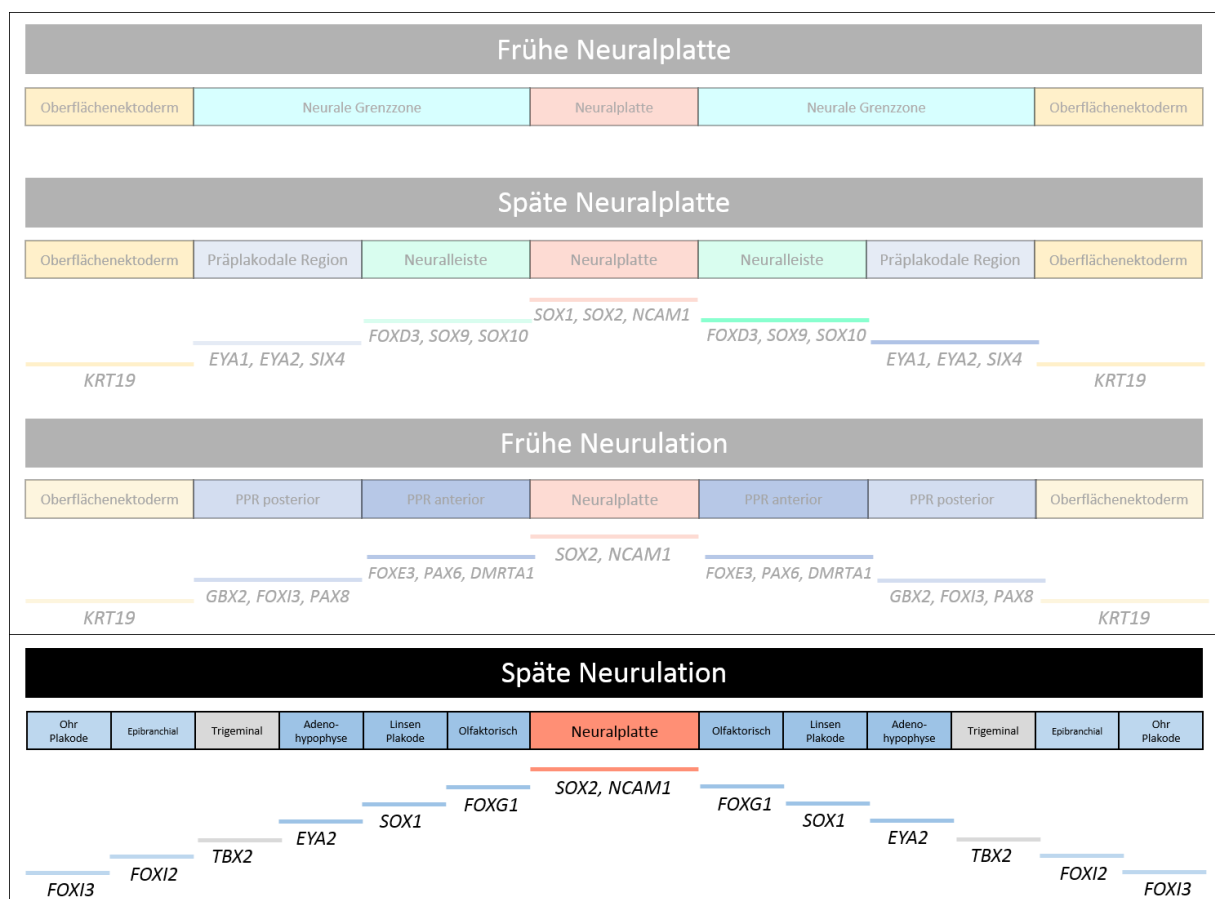 Frühe Neuralplatte
Oberflächenektoderm Neurale Grenzzone Neuralplatte Neurale Grenzzone Oberflächenektoderm
Späte Neuralplatte
Oberflächenektoderm Präplakodale Region Neuralleiste Neuralplatte Neuralleiste Präplakodale Region Oberflächenektoderm
SOX1, SOX2, NCAM1
FOXD3, SOX9, SOX10 FOXD3, SOX9, SOX10
EYA1, EYA2, SIX4 EYA1, EYA2, SIX4
KRT19 KRT19
Frühe Neurulation
Oberflächenektoderm PPR posterior PPR anterior Neuralplatte PPR anterior PPR posterior Oberflächenektoderm
SOX2, NCAM1
FOXE3, PAX6, DMRTA1 FOXE3, PAX6, DMRTA1
GBX2, FOXI3, PAX8 GBX2, FOXI3, PAX8
KRT19 KRT19
Späte Neurulation
Ohr Adeno- Linsen Linsen Adeno- Ohr
Plakode Epibranchial Trigeminal hypophyse Plakode Olfaktorisch Neuralplatte Olfaktorisch Plakode hypophyse Trigeminal Epibranchial Plakode
SOX2, NCAM1
FOXG1 FOXG1
SOX1 SOX1
EYA2 EYA2
TBX2 TBX2
FOXI2 FOXI2
FOXI3 FOXI3